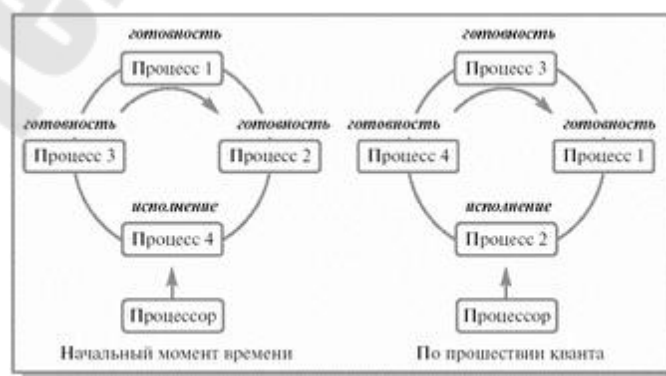 готовность
Процесс 1
готовность
Процесс 3
готовность
Процесс 2
исполнение
Процесс 4
Процессор
Начальный момент времени
готовность
Процесс 3
готовность
Процесс 4
готовность
Процесс 1
исполнение
Процесс 2
Процессор
По прошествии кванта